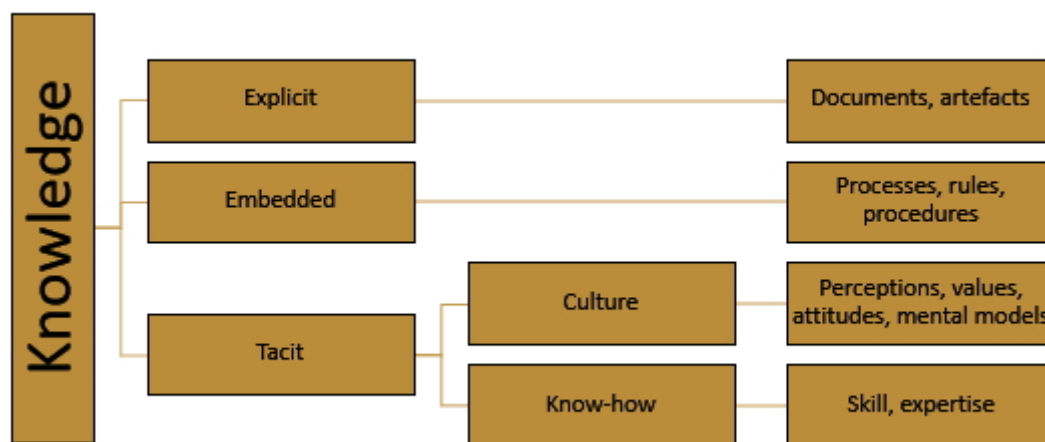 Knowledge
Explicit
Documents, artefacts
Embedded
Processes, rules,
procedures
Tacit
Culture
Perceptions, values,
attitudes, mental models
Know-how
Skill, expertise